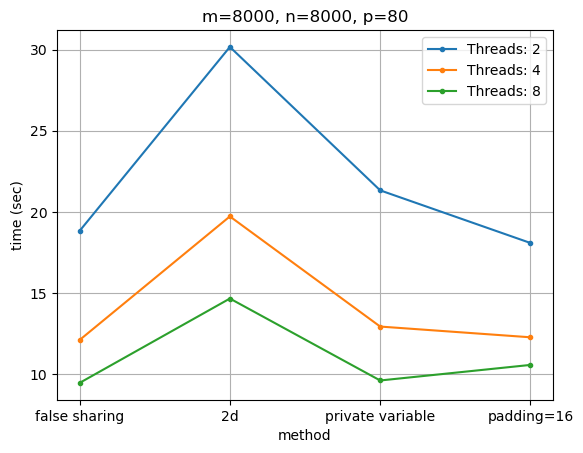 m=8000, n=8000, p=80
Threads: 2
Threads: 4
Threads: 8
time (sec)
30
25
20
15
10
false sharing 2d private variable padding=16
method